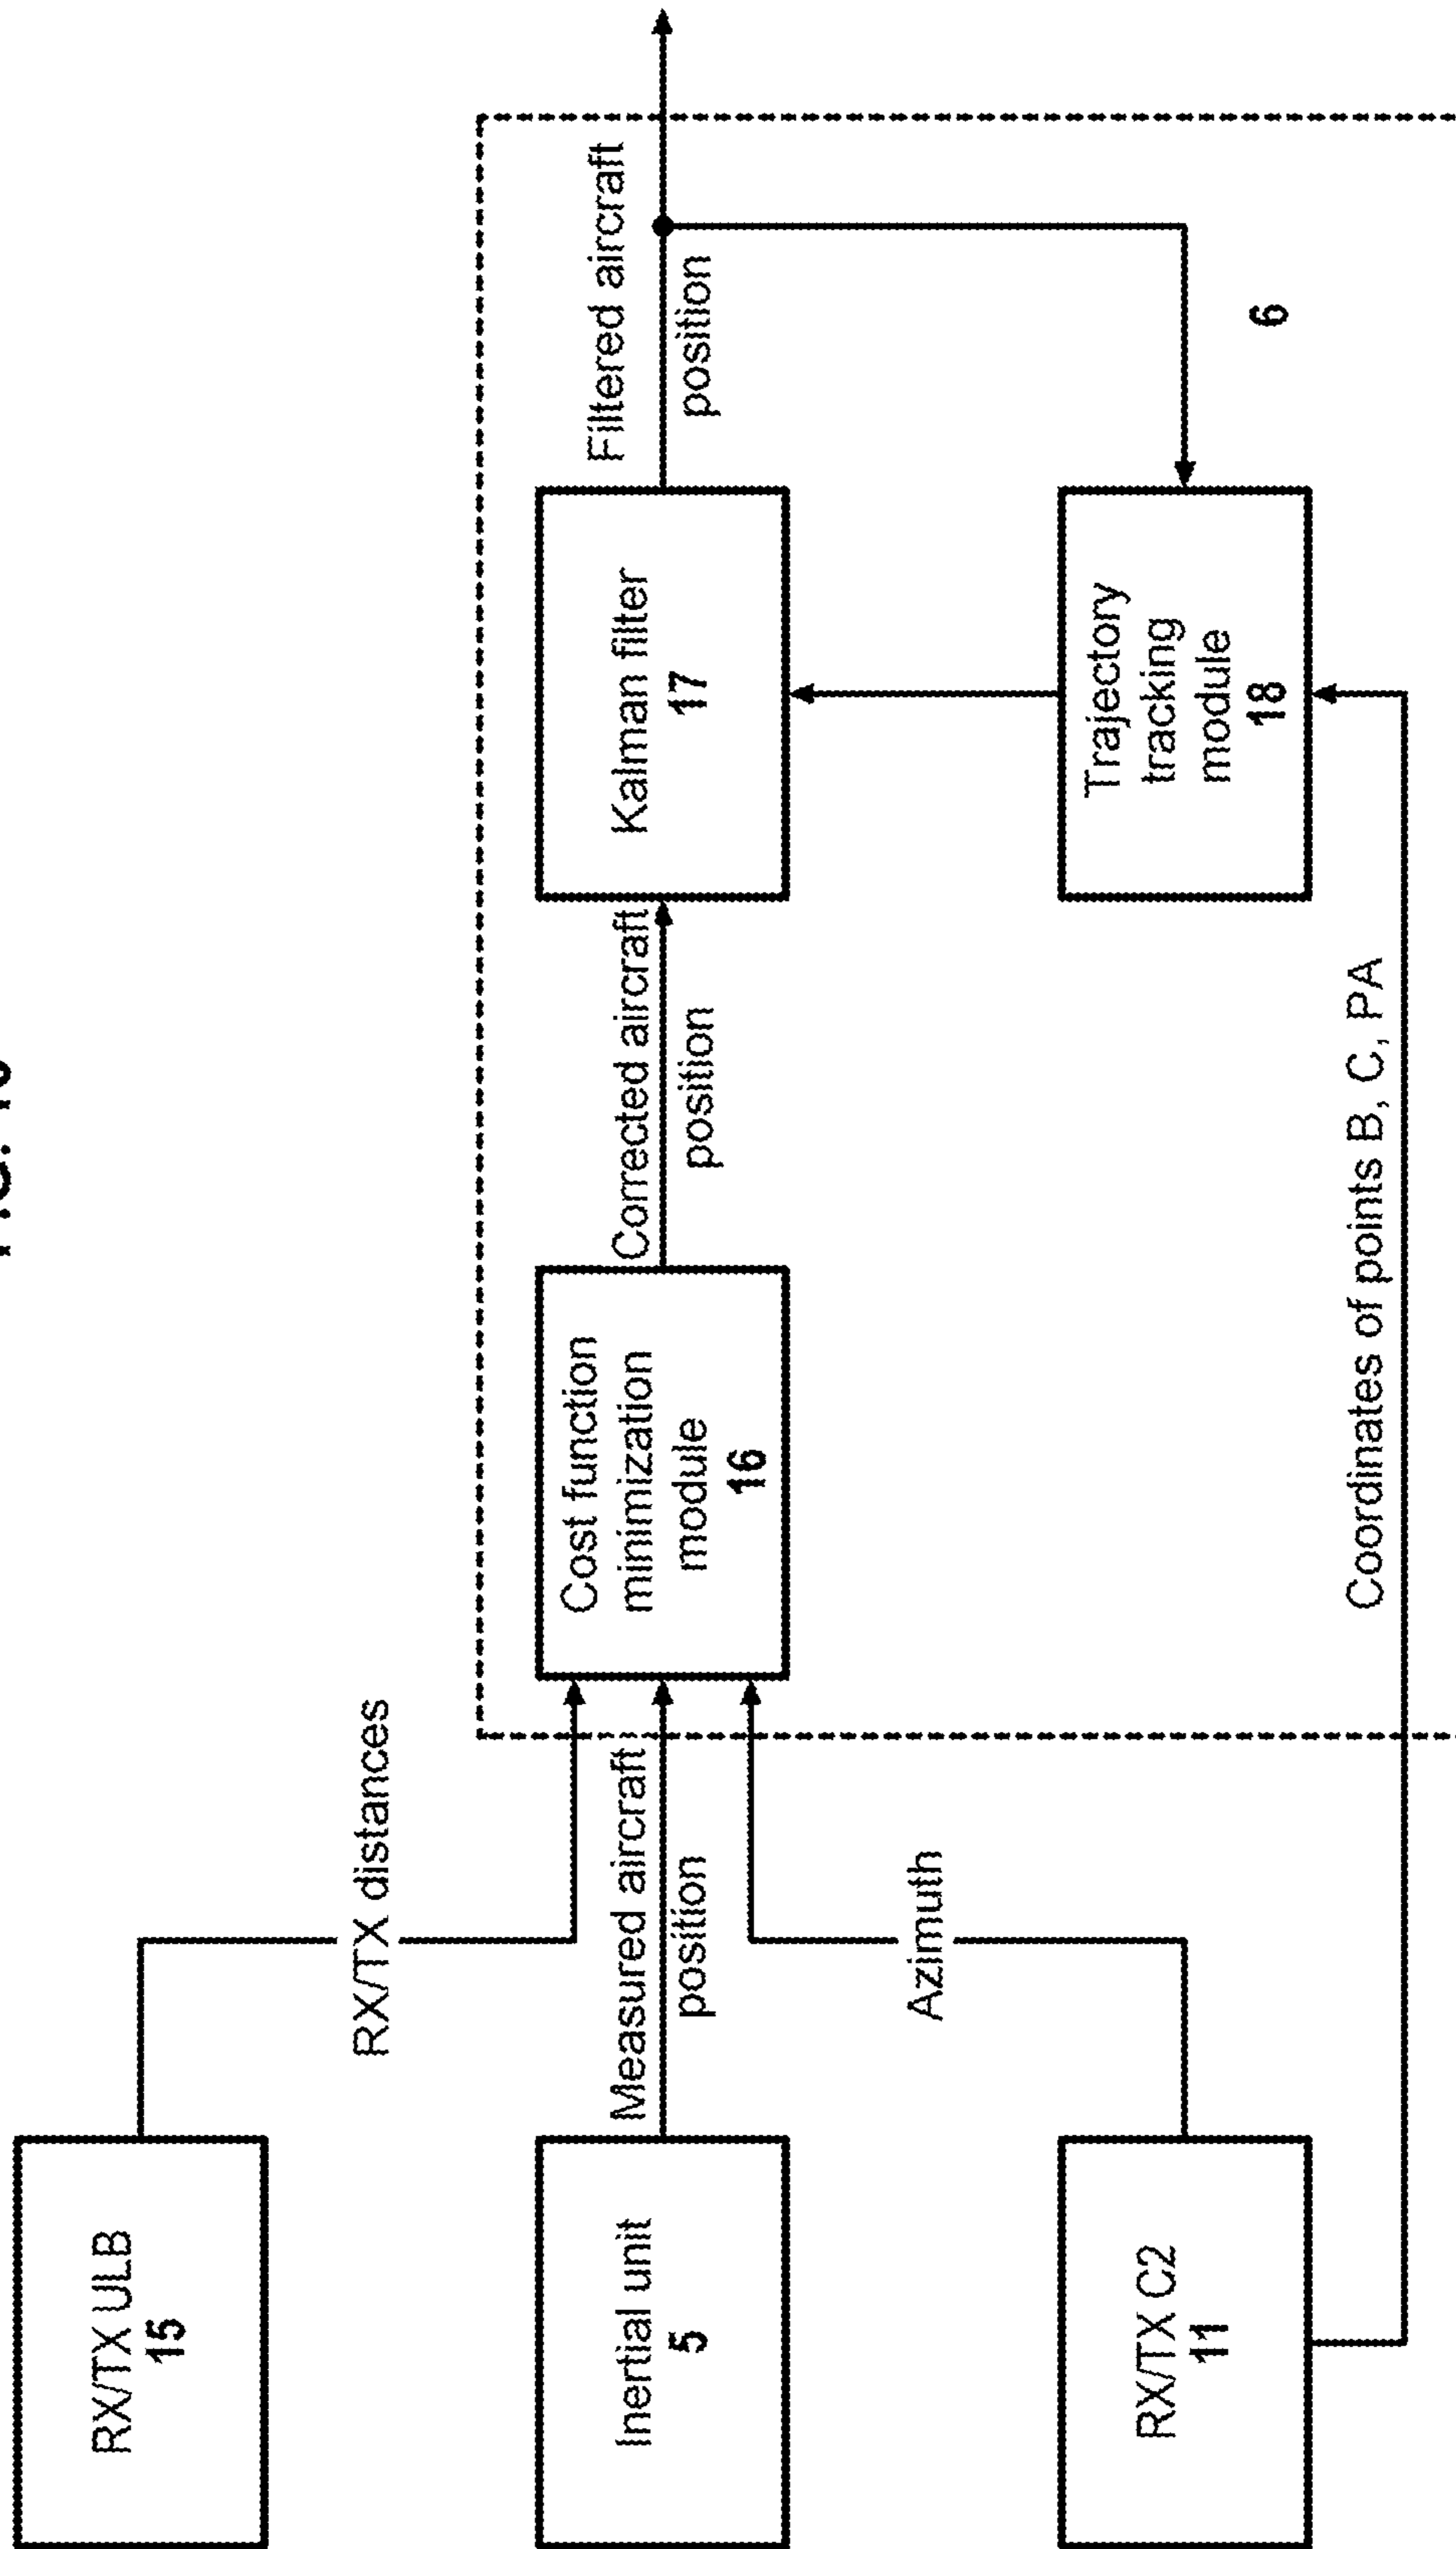 RX/TX ULB
15
RX/TX distances
Inertial unit
5
Measured aircraft
position
RX/TX C2
11
Azimuth
Cost function
minimization
module
16
Corrected aircraft
position
Kalman filter
17
Filtered aircraft
position
Trajectory
tracking
module
18
6
Coordinates of points B, C, PA